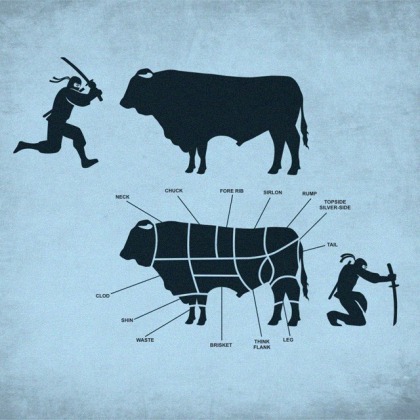 NECK
CHUCK
FORE RIB
SIRLON
RUMP
TOPSIDE
SILVER-SIDE
TAIL
CLOD
SHIN
WASTE
BRISKET
THINK
FLANK
LEG